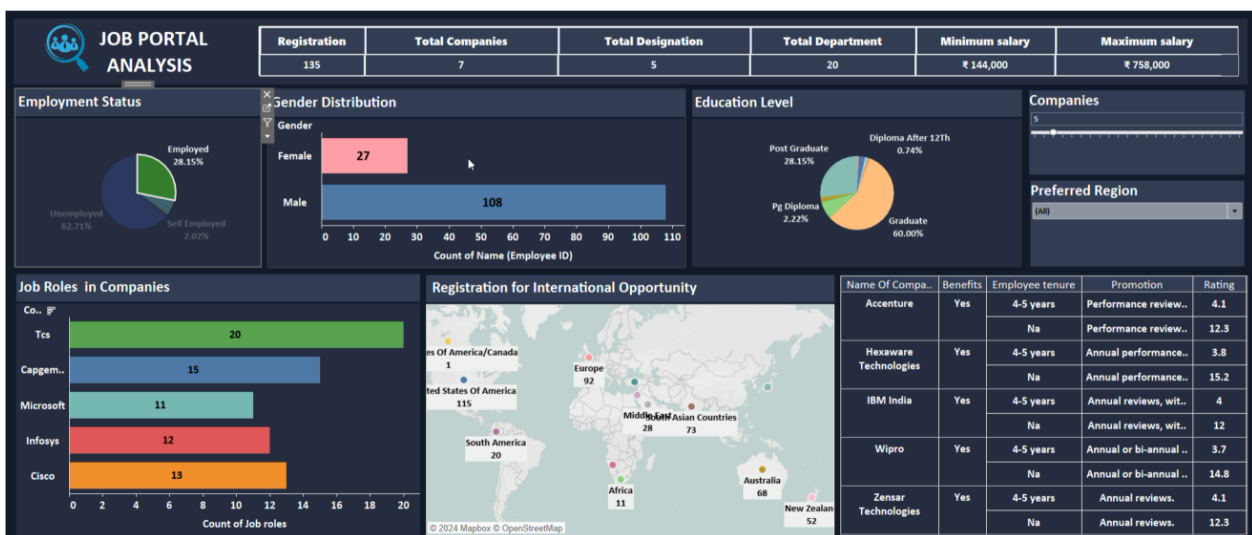 JOB PORTAL
ANALYSIS
Registration Total Companies Total Designation Total Department Minimum salary Maximum salary
135 7 5 20 ₹ 144,000 ₹ 758,000
Employment Status
Employed
28.15%
Unemployed
62.71%
Self Employed
2.02%
Gender Distribution
Gender
Female 27
Male 108
0 10 20 30 40 50 60 70 80 90 100 110
Count of Name (Employee ID)
Education Level
Diploma After 12Th
0.74%
Post Graduate
28.15%
Pg Diploma
2.22%
Graduate
60.00%
Companies
5
Preferred Region
(All)
Job Roles in Companies
Co..
Tcs 20
Capgem.. 15
Microsoft 11
Infosys 12
Cisco 13
0 2 4 6 8 10 12 14 16 18 20
Count of Job roles
Registration for International Opportunity
es Of America/Canada
1
ted States Of America
115
Europe
92
Middle East
28
South Asian Countries
73
South America
20
Africa
11
Australia
68
New Zealan
52
© 2024 Mapbox © OpenStreetMap
Name Of Compa.. Benefits Employee tenure Promotion Rating
Accenture Yes 4-5 years Performance review.. 4.1
Na Performance review.. 12.3
Hexaware
Technologies Yes 4-5 years Annual performance.. 3.8
Na Annual performance.. 15.2
IBM India Yes 4-5 years Annual reviews, wit.. 4
Na Annual reviews, wit.. 12
Wipro Yes 4-5 years Annual or bi-annual .. 3.7
Na Annual or bi-annual .. 14.8
Zensar
Technologies Yes 4-5 years Annual reviews. 4.1
Na Annual reviews. 12.3